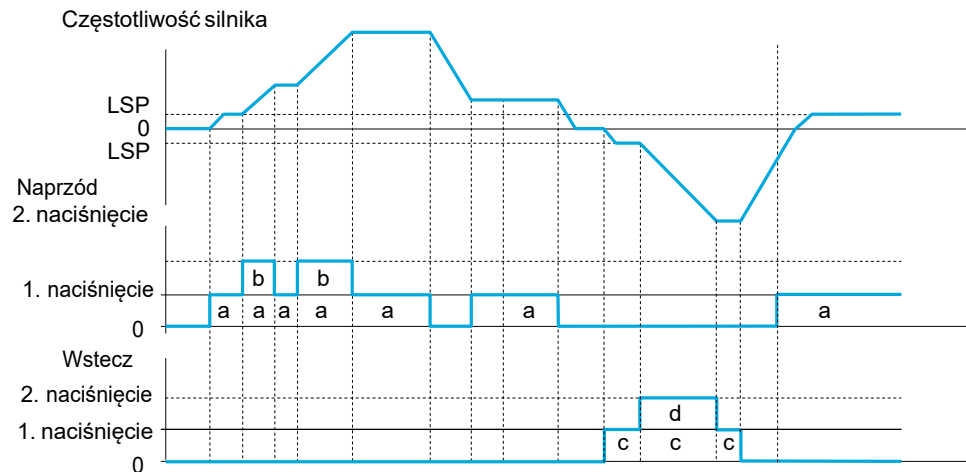 Częstotliwość silnika
LSP
0
LSP
Naprzód
2. naciśnięcie
b b
1. naciśnięcie
a a a a a a a
0
Wstecz
2. naciśnięcie
d
1. naciśnięcie
c c c
0